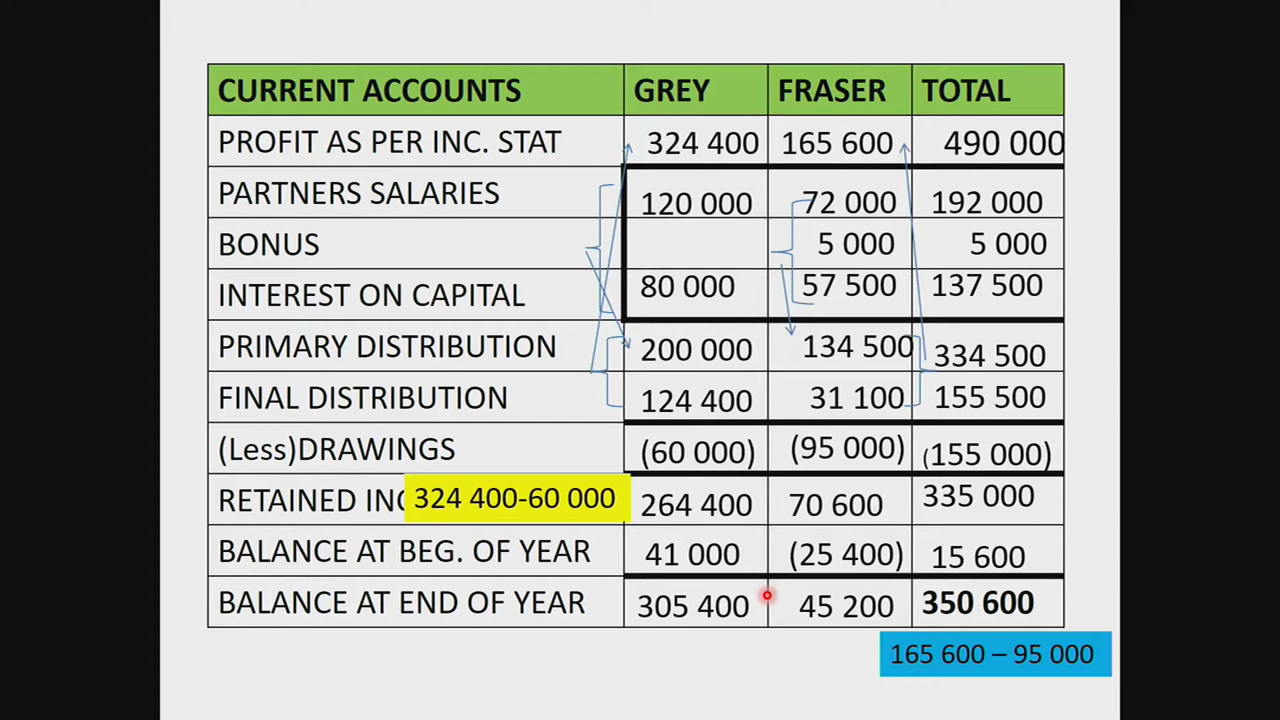 CURRENT ACCOUNTS GREY FRASER TOTAL
PROFIT AS PER INC. STAT 324 400 165 600 490 000
PARTNERS SALARIES 120 000 72 000 192 000
BONUS 5 000 5 000
INTEREST ON CAPITAL 80 000 57 500 137 500
PRIMARY DISTRIBUTION 200 000 134 500 334 500
FINAL DISTRIBUTION 124 400 31 100 155 500
(Less)DRAWINGS (60 000) (95 000) (155 000)
RETAINED INC 324 400-60 000 264 400 70 600 335 000
BALANCE AT BEG. OF YEAR 41 000 (25 400) 15 600
BALANCE AT END OF YEAR 305 400 45 200 350 600
165 600 – 95 000